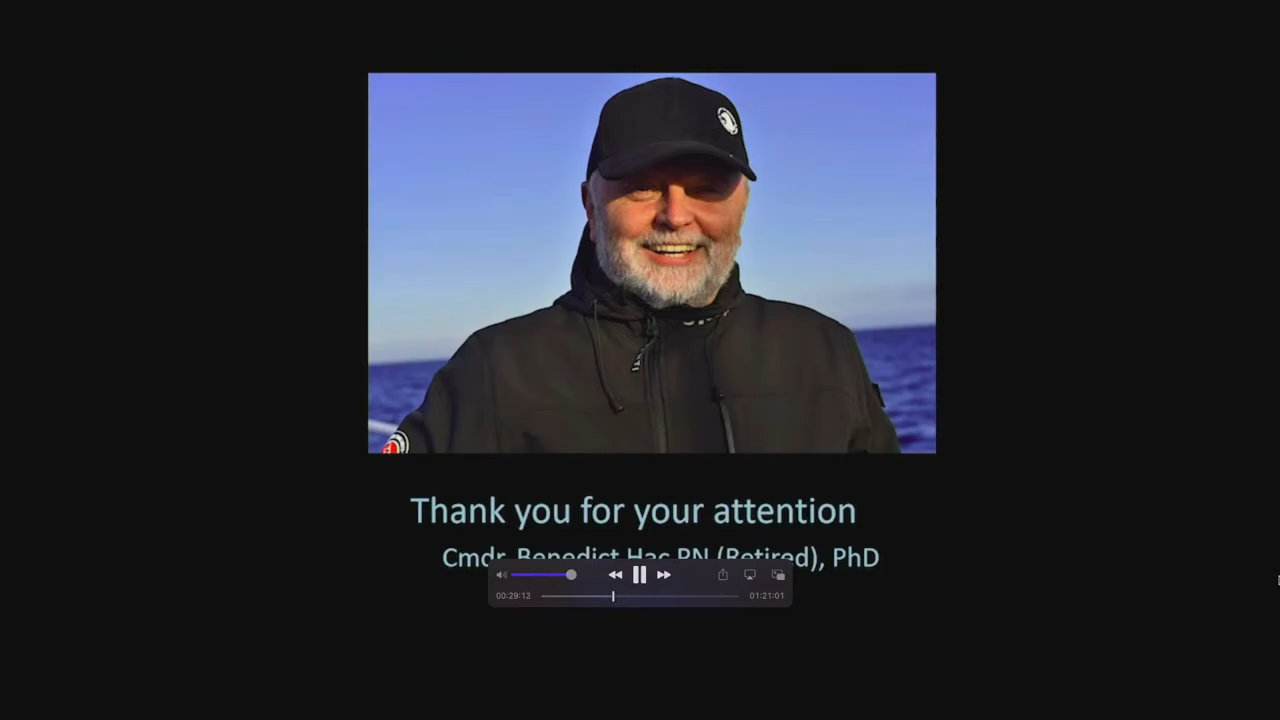 Thank you for your attention
Cmdr. Benedict Hac PN (Retired), PhD
00:29:13
01:21:01